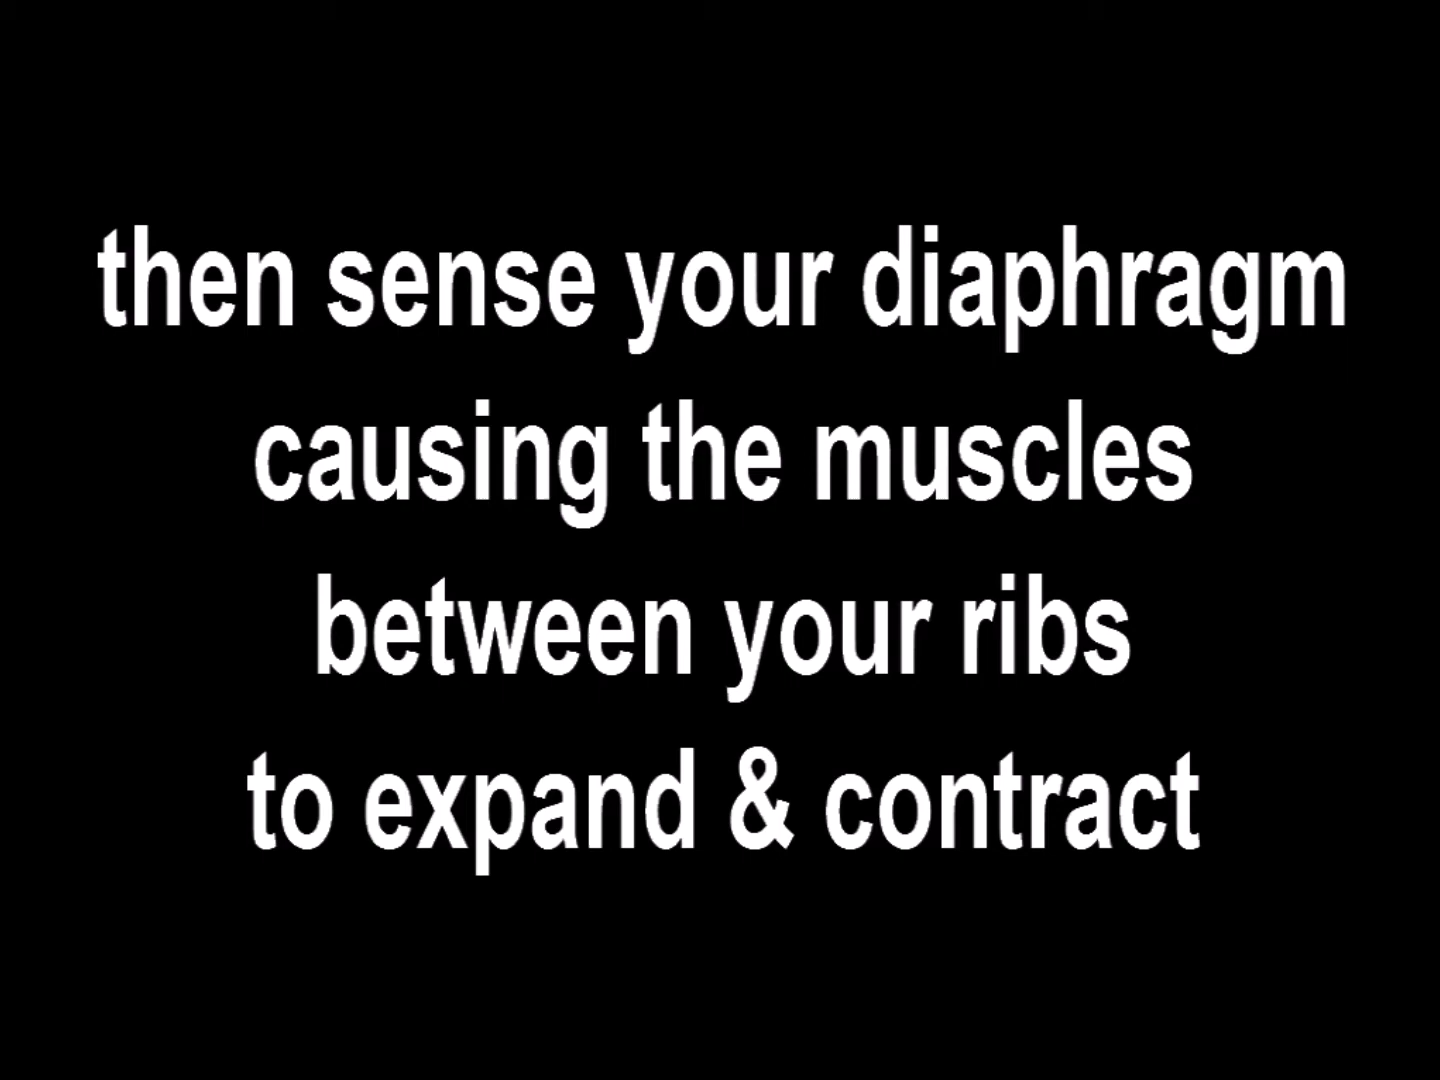 then sense your diaphragm
causing the muscles
between your ribs
to expand & contract